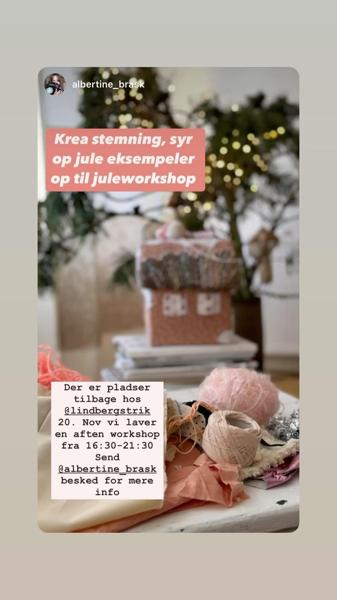 albertine_brask
Krea stemning, syr
op jule eksempeler
op til juleworkshop
Der er pladser
tilbage hos
@lindbergstrik
20. Nov vi laver
en aften workshop
fra 16:30-21:30
Send
@albertine_brask
besked for mere
info